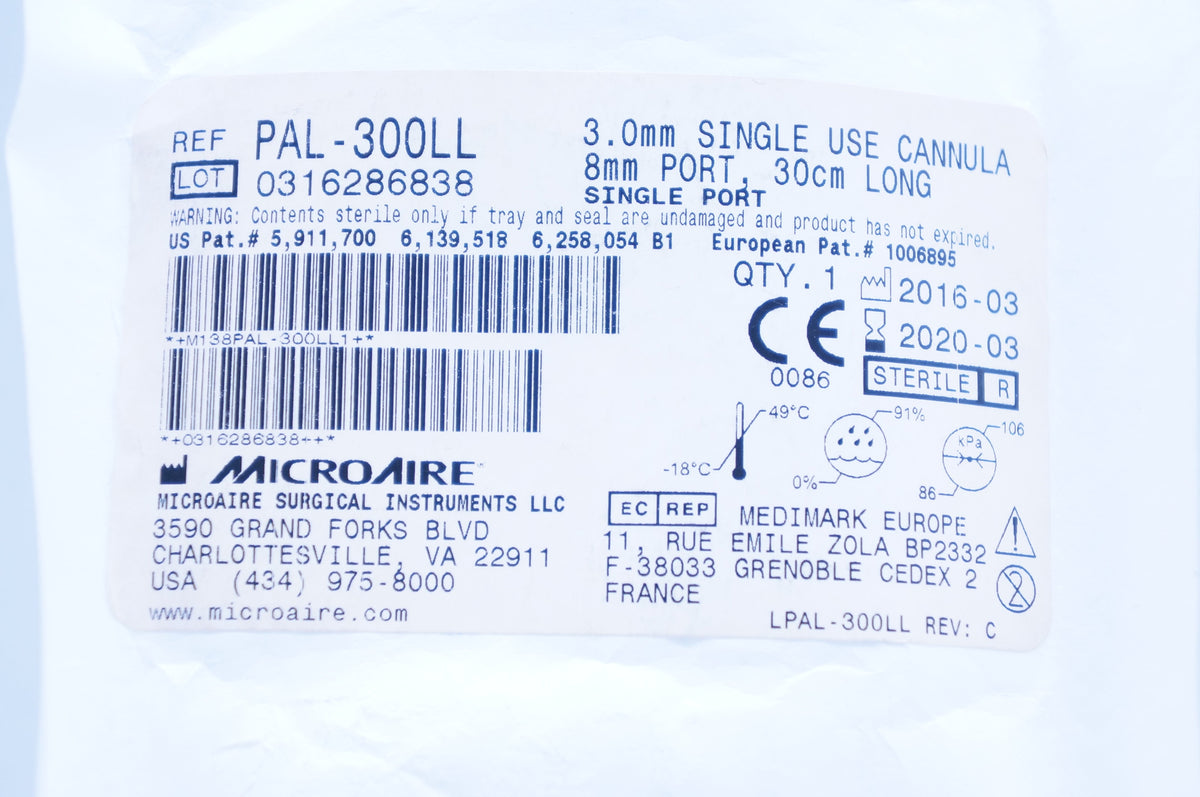 REF PAL-300LL
LOT 0316286838
3.0mm SINGLE USE CANNULA
8mm PORT, 30cm LONG
SINGLE PORT
WARNING: Contents sterile only if tray and seal are undamaged and product has not expired.
US Pat.# 5,911,700 6,139,518 6,258,054 B1 European Pat.# 1006895
*+M138PAL-300LL1+*
*+0316286838++*
QTY.1 2016-03
CE 2020-03
0086 STERILE R
49°C
-18°C
91%
0%
106
kPa
86
MICROAIRE
MICROAIRE SURGICAL INSTRUMENTS LLC
3590 GRAND FORKS BLVD
CHARLOTTESVILLE, VA 22911
USA (434) 975-8000
www.microaire.com
EC REP MEDIMARK EUROPE
11, RUE EMILE ZOLA BP2332
F-38033 GRENOBLE CEDEX 2
FRANCE
2
LPAL-300LL REV: C